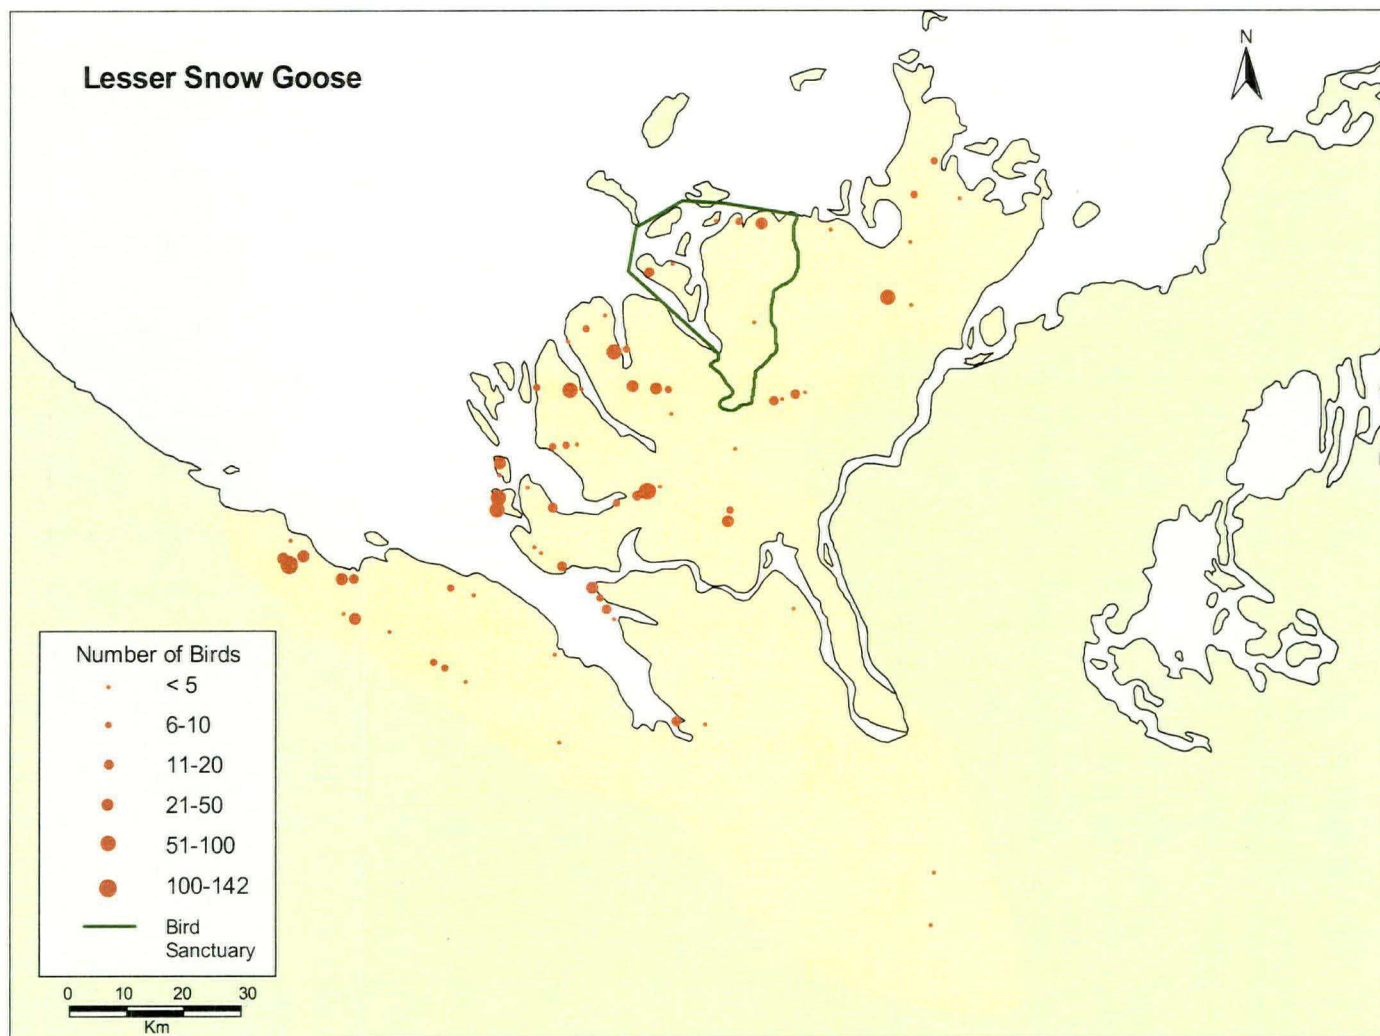 Lesser Snow Goose
N
Number of Birds
< 5
6-10
11-20
21-50
51-100
100-142
Bird
Sanctuary
0 10 20 30
Km